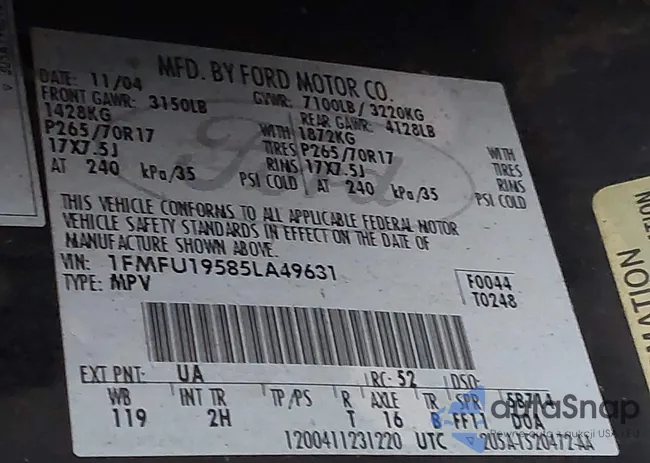 MFD. BY FORD MOTOR CO.
DATE: 11/04 GVWR: 7100LB / 3220KG
FRONT GAWR: 3150LB REAR GAWR: 4128LB
1428KG WITH 1872KG WITH
P265/70R17 TIRES P265/70R17 TIRES
17X7.5J RIMS 17X7.5J RIMS
AT 240 kPa/35 PSI COLD AT 240 kPa/35 PSI COLD
THIS VEHICLE CONFORMS TO ALL APPLICABLE FEDERAL MOTOR
VEHICLE SAFETY STANDARDS IN EFFECT ON THE DATE OF
MANUFACTURE SHOWN ABOVE.
VIN: 1FMFU19585LA49631 F0044
TYPE: MPV T0248
EXT PNT: UA RC: 52 DSO:
WB INT TR TP/PS R AXLE TR SPR
119 2H T 16 B FF11
1200411231220 UTC
Ford
autaSnap
MATION